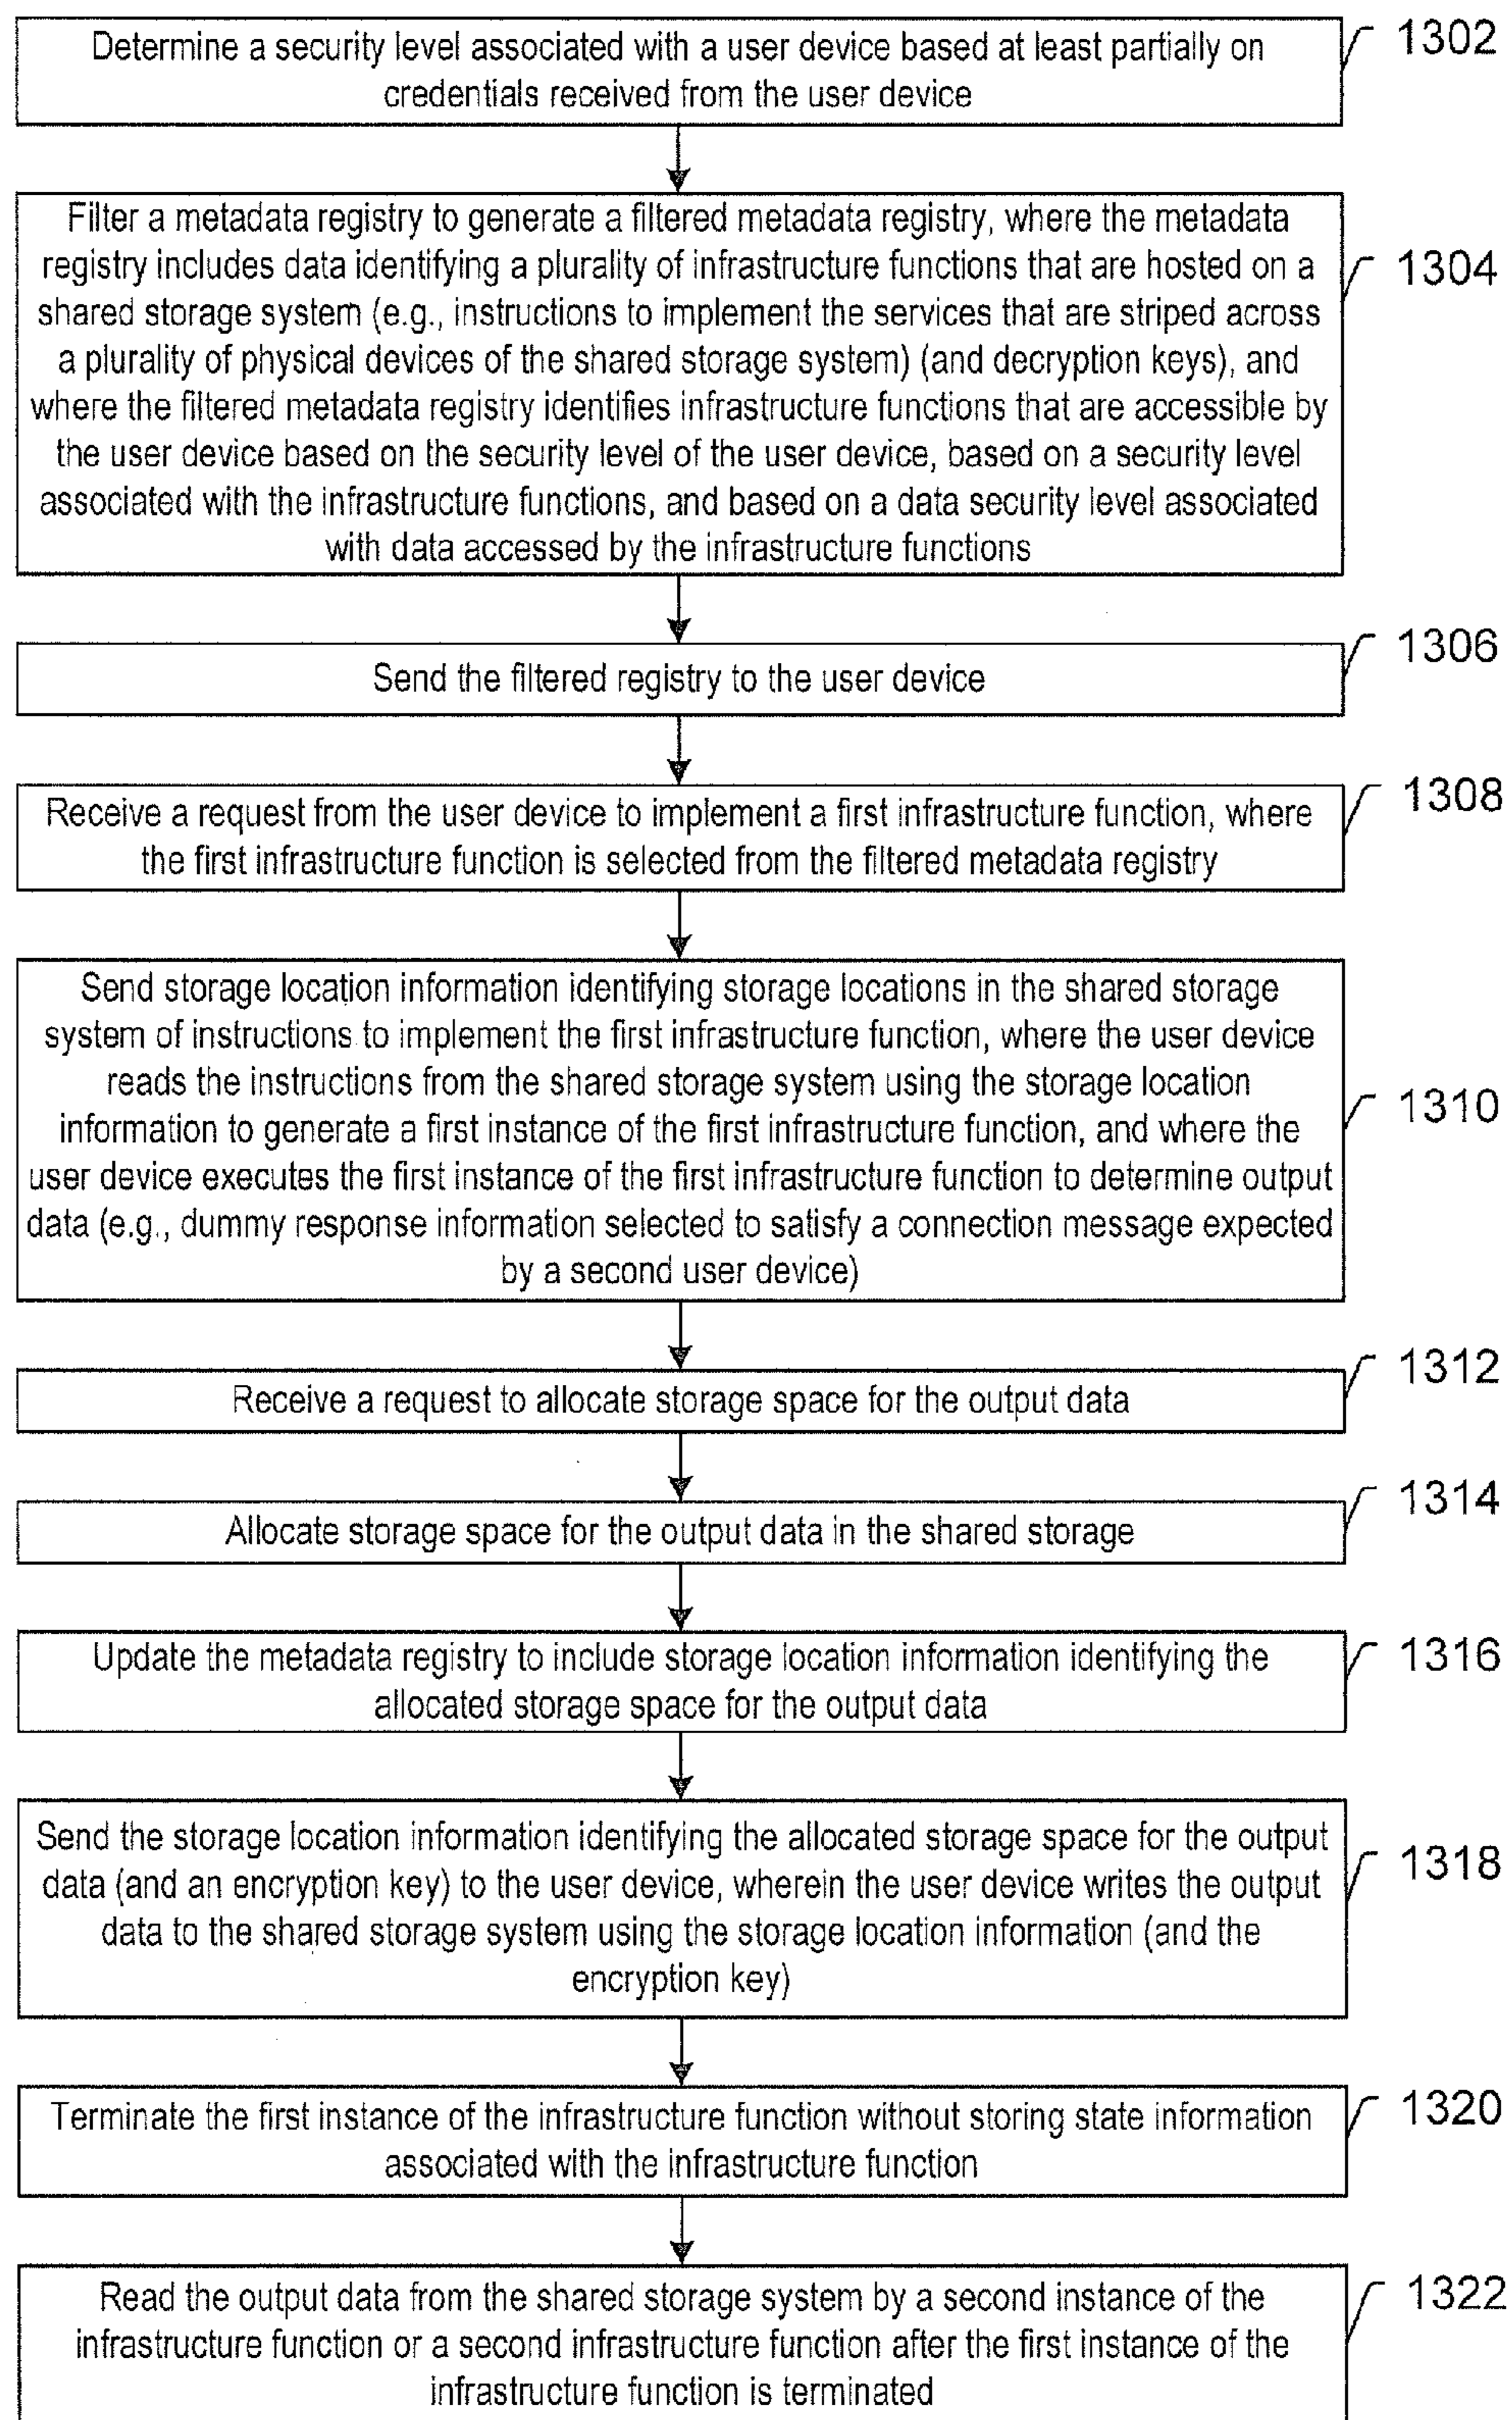 Determine a security level associated with a user device based at least partially on
credentials received from the user device
1302
Filter a metadata registry to generate a filtered metadata registry, where the metadata
registry includes data identifying a plurality of infrastructure functions that are hosted on a
shared storage system (e.g., instructions to implement the services that are striped across
a plurality of physical devices of the shared storage system) (and decryption keys), and
where the filtered metadata registry identifies infrastructure functions that are accessible by
the user device based on the security level of the user device, based on a security level
associated with the infrastructure functions, and based on a data security level associated
with data accessed by the infrastructure functions
1304
Send the filtered registry to the user device
1306
Receive a request from the user device to implement a first infrastructure function, where
the first infrastructure function is selected from the filtered metadata registry
1308
Send storage location information identifying storage locations in the shared storage
system of instructions to implement the first infrastructure function, where the user device
reads the instructions from the shared storage system using the storage location
information to generate a first instance of the first infrastructure function, and where the
user device executes the first instance of the first infrastructure function to determine output
data (e.g., dummy response information selected to satisfy a connection message expected
by a second user device)
1310
Receive a request to allocate storage space for the output data
1312
Allocate storage space for the output data in the shared storage
1314
Update the metadata registry to include storage location information identifying the
allocated storage space for the output data
1316
Send the storage location information identifying the allocated storage space for the output
data (and an encryption key) to the user device, wherein the user device writes the output
data to the shared storage system using the storage location information (and the
encryption key)
1318
Terminate the first instance of the infrastructure function without storing state information
associated with the infrastructure function
1320
Read the output data from the shared storage system by a second instance of the
infrastructure function or a second infrastructure function after the first instance of the
infrastructure function is terminated
1322